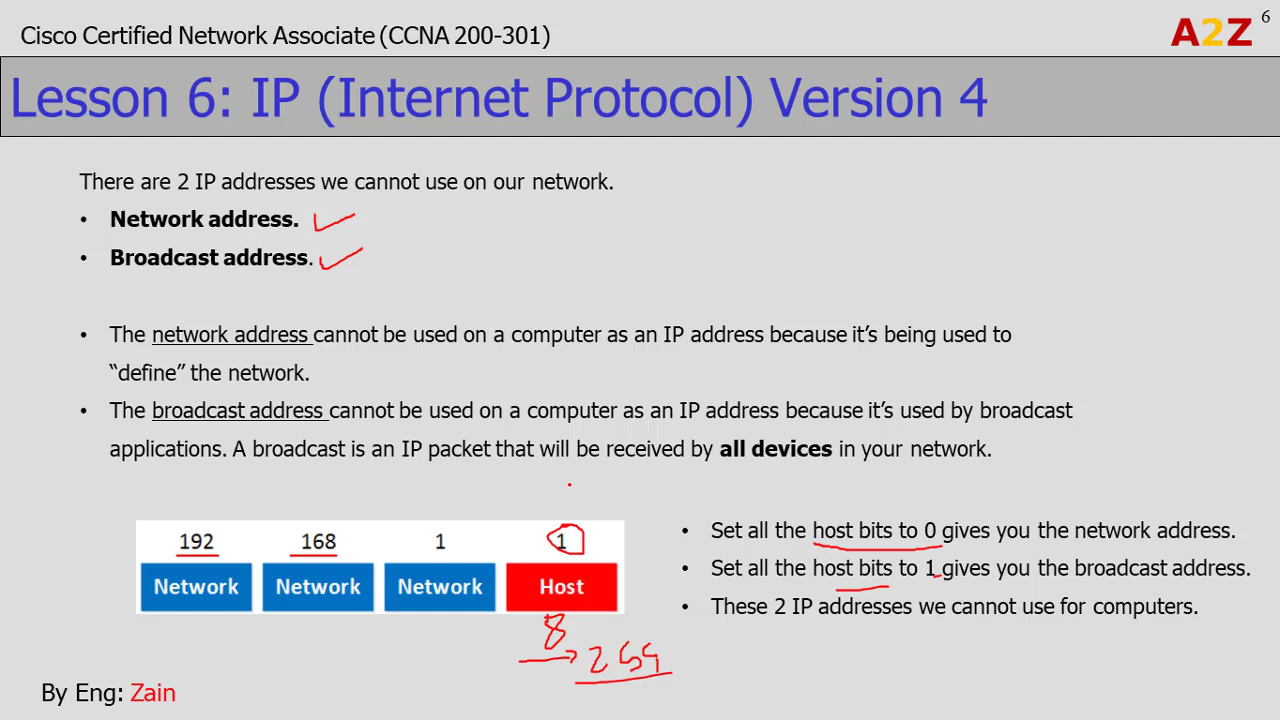 Cisco Certified Network Associate (CCNA 200-301)
A2Z
6
Lesson 6: IP (Internet Protocol) Version 4
There are 2 IP addresses we cannot use on our network.
• Network address.
• Broadcast address.
• The network address cannot be used on a computer as an IP address because it’s being used to
“define” the network.
• The broadcast address cannot be used on a computer as an IP address because it’s used by broadcast
applications. A broadcast is an IP packet that will be received by all devices in your network.
192 168 1 1
Network Network Network Host
8
254
• Set all the host bits to 0 gives you the network address.
• Set all the host bits to 1 gives you the broadcast address.
• These 2 IP addresses we cannot use for computers.
By Eng: Zain